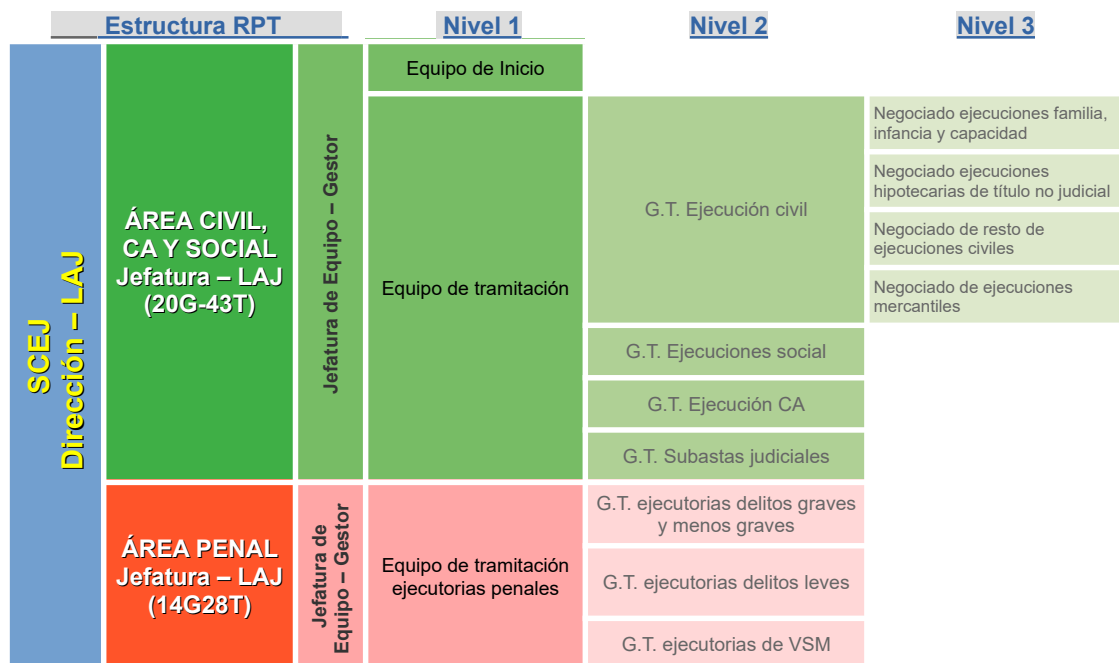 Estructura RPT
Nivel 1
Nivel 2
Nivel 3
SCEJ
Dirección – LAJ
ÁREA CIVIL,
CA Y SOCIAL
Jefatura – LAJ
(20G-43T)
Jefatura de Equipo – Gestor
Equipo de Inicio
Equipo de tramitación
G.T. Ejecución civil
Negociado ejecuciones familia,
infancia y capacidad
Negociado ejecuciones
hipotecarias de título no judicial
Negociado de resto de
ejecuciones civiles
Negociado de ejecuciones
mercantiles
G.T. Ejecuciones social
G.T. Ejecución CA
G.T. Subastas judiciales
ÁREA PENAL
Jefatura – LAJ
(14G28T)
Jefatura de
Equipo – Gestor
Equipo de tramitación
ejecutorias penales
G.T. ejecutorias delitos graves
y menos graves
G.T. ejecutorias delitos leves
G.T. ejecutorias de VSM